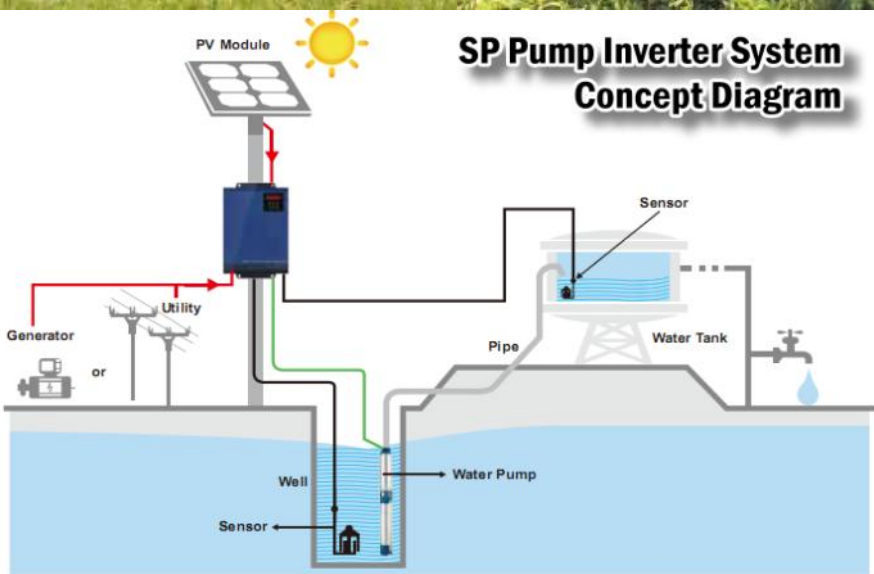 PV Module
SP Pump Inverter System
Concept Diagram
Sensor
Utility
Generator
or
Pipe
Water Tank
Well
Water Pump
Sensor